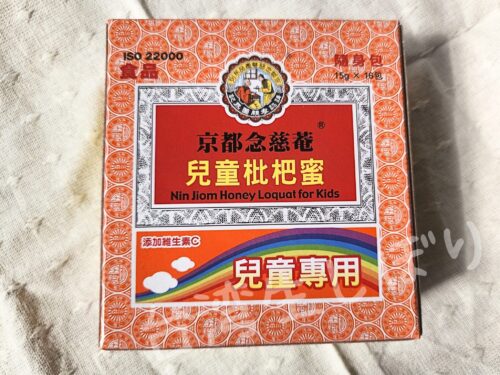 ISO 22000
食品
隨身包
15g × 16包
京都念慈菴®
兒童枇杷蜜
Nin Jiom Honey Loquat for Kids
添加維生素C
兒童專用